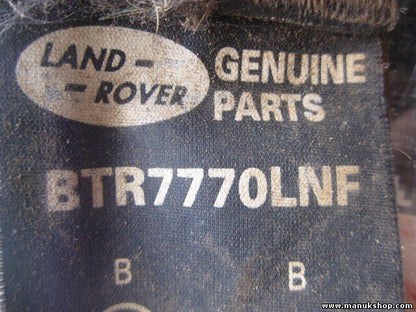 LAND-
-ROVER
GENUINE
PARTS
BTR7770LNF
B B
www.manukshop.com